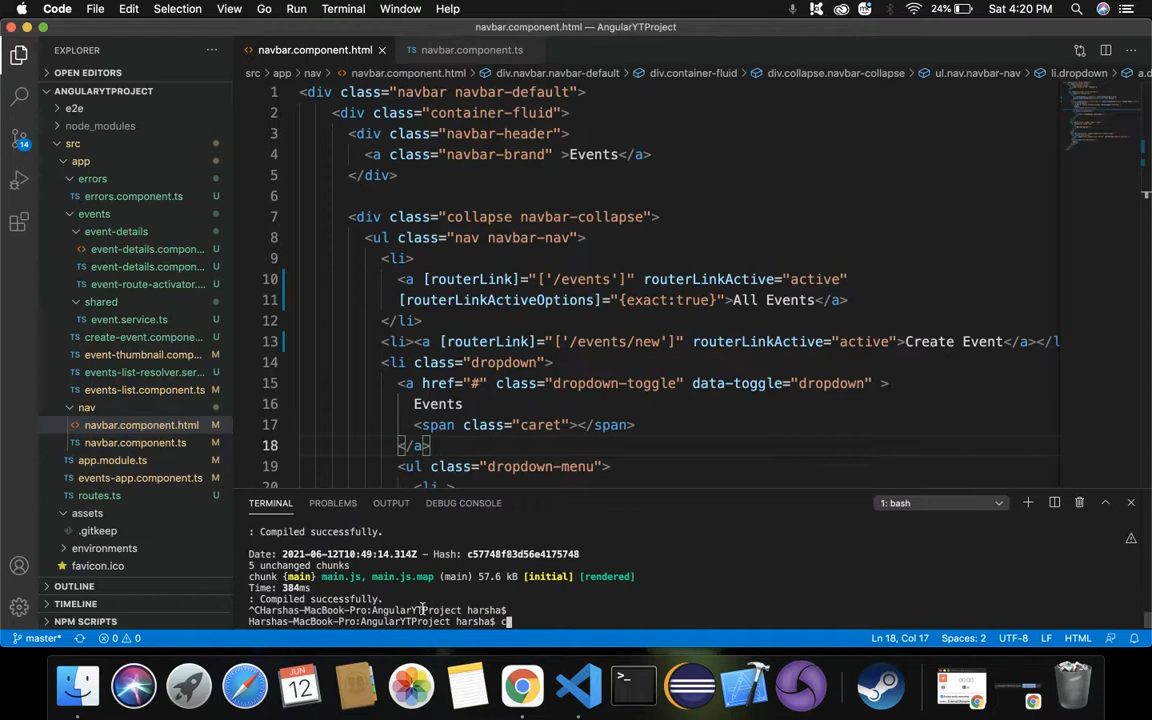 Code File Edit Selection View Go Run Terminal Window Help 24% Sat 4:20 PM
navbar.component.html — AngularYTProject
EXPLORER
navbar.component.html navbar.component.ts
OPEN EDITORS
src app nav navbar.component.html div.navbar.navbar-default div.container-fluid div.collapse.navbar-collapse ul.nav.navbar-nav li.dropdown a.d
ANGULARYTPROJECT
e2e
node_modules
src
app
errors
errors.component.ts U
events
event-details
event-details.compon... U
event-details.compon... U
event-route-activator.... U
shared
event.service.ts U
create-event.compone... U
event-thumbnail.comp... M
events-list-resolver.ser... U
events-list.component.ts M
nav
navbar.component.html M
navbar.component.ts M
app.module.ts M
events-app.component.ts M
routes.ts U
assets
.gitkeep
environments
favicon.ico
OUTLINE
TIMELINE
NPM SCRIPTS
14
1 <div class="navbar navbar-default">
2 <div class="container-fluid">
3 <div class="navbar-header">
4 <a class="navbar-brand" >Events</a>
5 </div>
6
7 <div class="collapse navbar-collapse">
8 <ul class="nav navbar-nav">
9 <li>
10 <a [routerLink]="['/events']" routerLinkActive="active"
11 [routerLinkActiveOptions]="{exact:true}">All Events</a>
12 </li>
13 <li><a [routerLink]="['/events/new']" routerLinkActive="active">Create Event</a></l
14 <li class="dropdown">
15 <a href="#" class="dropdown-toggle" data-toggle="dropdown" >
16 Events
17 <span class="caret"></span>
18 </a>
19 <ul class="dropdown-menu">
20 <li >
TERMINAL PROBLEMS OUTPUT DEBUG CONSOLE 1: bash
: Compiled successfully.
Date: 2021-06-12T10:49:14.314Z – Hash: c57748f83d56e4175748
5 unchanged chunks
chunk {main} main.js, main.js.map (main) 57.6 kB [initial] [rendered]
Time: 384ms
: Compiled successfully.
^CHarshas-MacBook-Pro:AngularYTProject harsha$
Harshas-MacBook-Pro:AngularYTProject harsha$ c
master* 0 0 Ln 18, Col 17 Spaces: 2 UTF-8 LF HTML
JUN
12